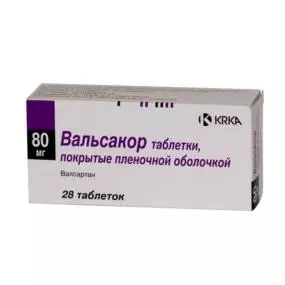 KRKA
80 мг
Вальсакор таблетки,
покрытые пленочной оболочкой
Валсартан
28 таблеток